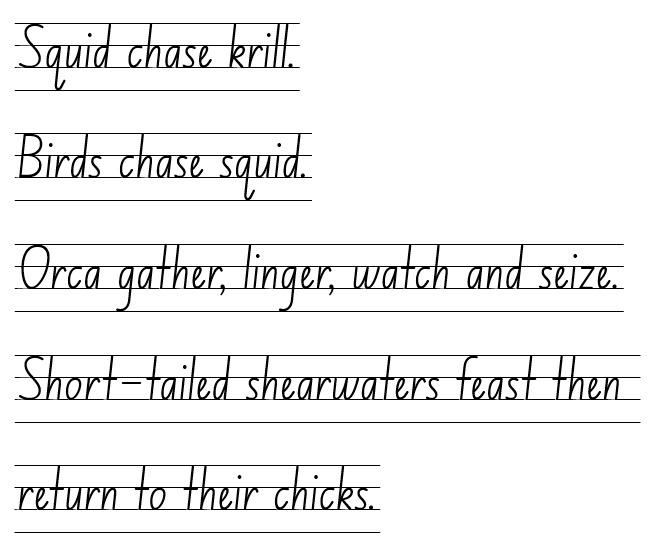 Squid chase krill.
Birds chase squid.
Orca gather, linger, watch and seize.
Short-tailed shearwaters feast then
return to their chicks.